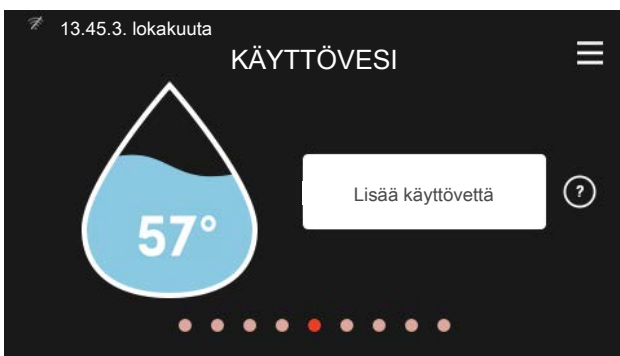 13.45.3. lokakuuta
KÄYTTÖVESI
Lisää käyttövettä
?
57°